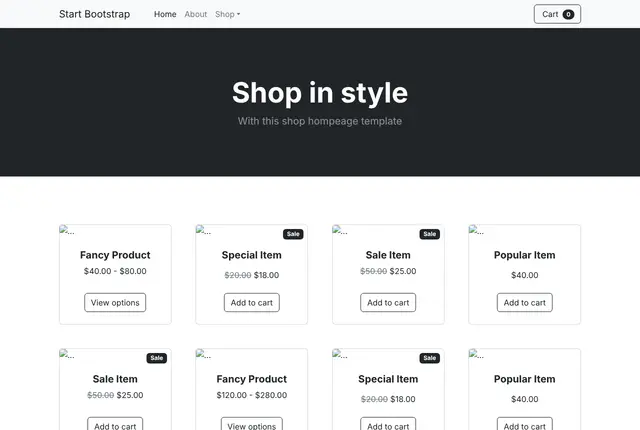 Start Bootstrap Home About Shop Cart 0
Shop in style
With this shop hompeage template
... Sale Sale
... ... ...
Fancy Product Special Item Sale Item Popular Item
$40.00 - $80.00 $20.00 $18.00 $50.00 $25.00 $40.00
View options Add to cart Add to cart Add to cart
Sale Sale
... ... ... ...
Sale Item Fancy Product Special Item Popular Item
$50.00 $25.00 $120.00 - $280.00 $20.00 $18.00 $40.00
Add to cart View options Add to cart Add to cart